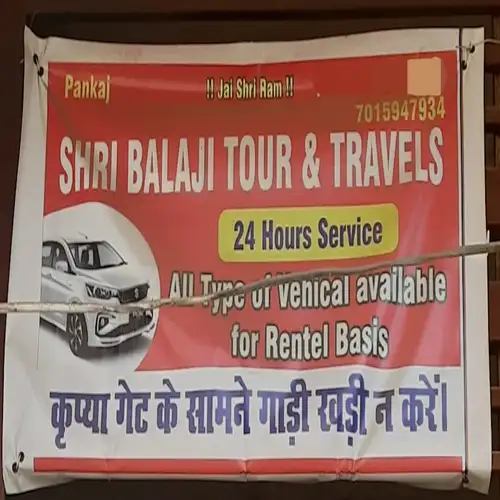 Pankaj
!! Jai Shri Ram !!
7015947934
SHRI BALAJI TOUR & TRAVELS
24 Hours Service
All Type of Venical available
for Rentel Basis
कृप्या गेट के सामने गाड़ी खड़ी न करें।